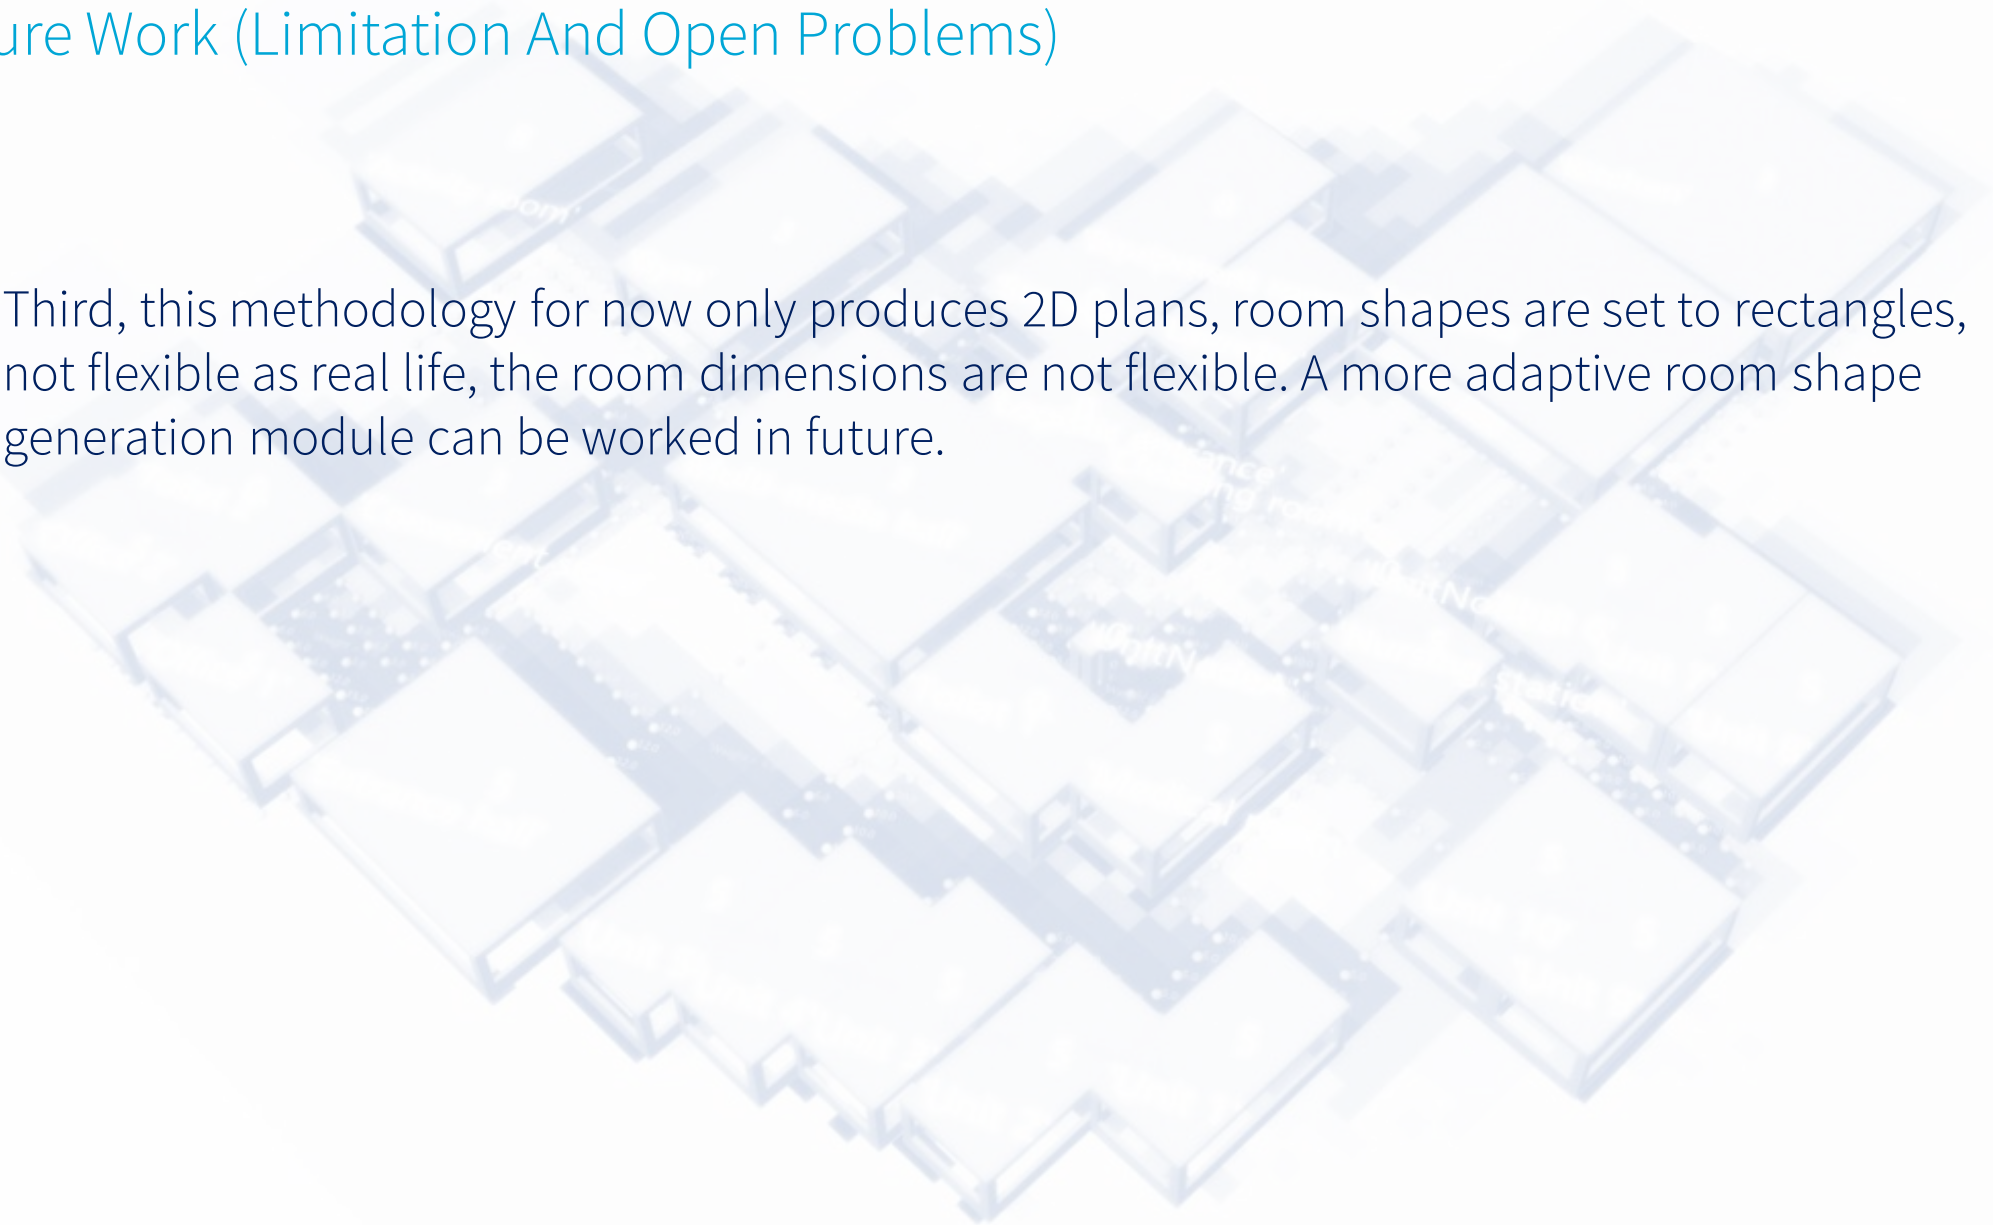 ure Work (Limitation And Open Problems)
Third, this methodology for now only produces 2D plans, room shapes are set to rectangles,
not flexible as real life, the room dimensions are not flexible. A more adaptive room shape
generation module can be worked in future.